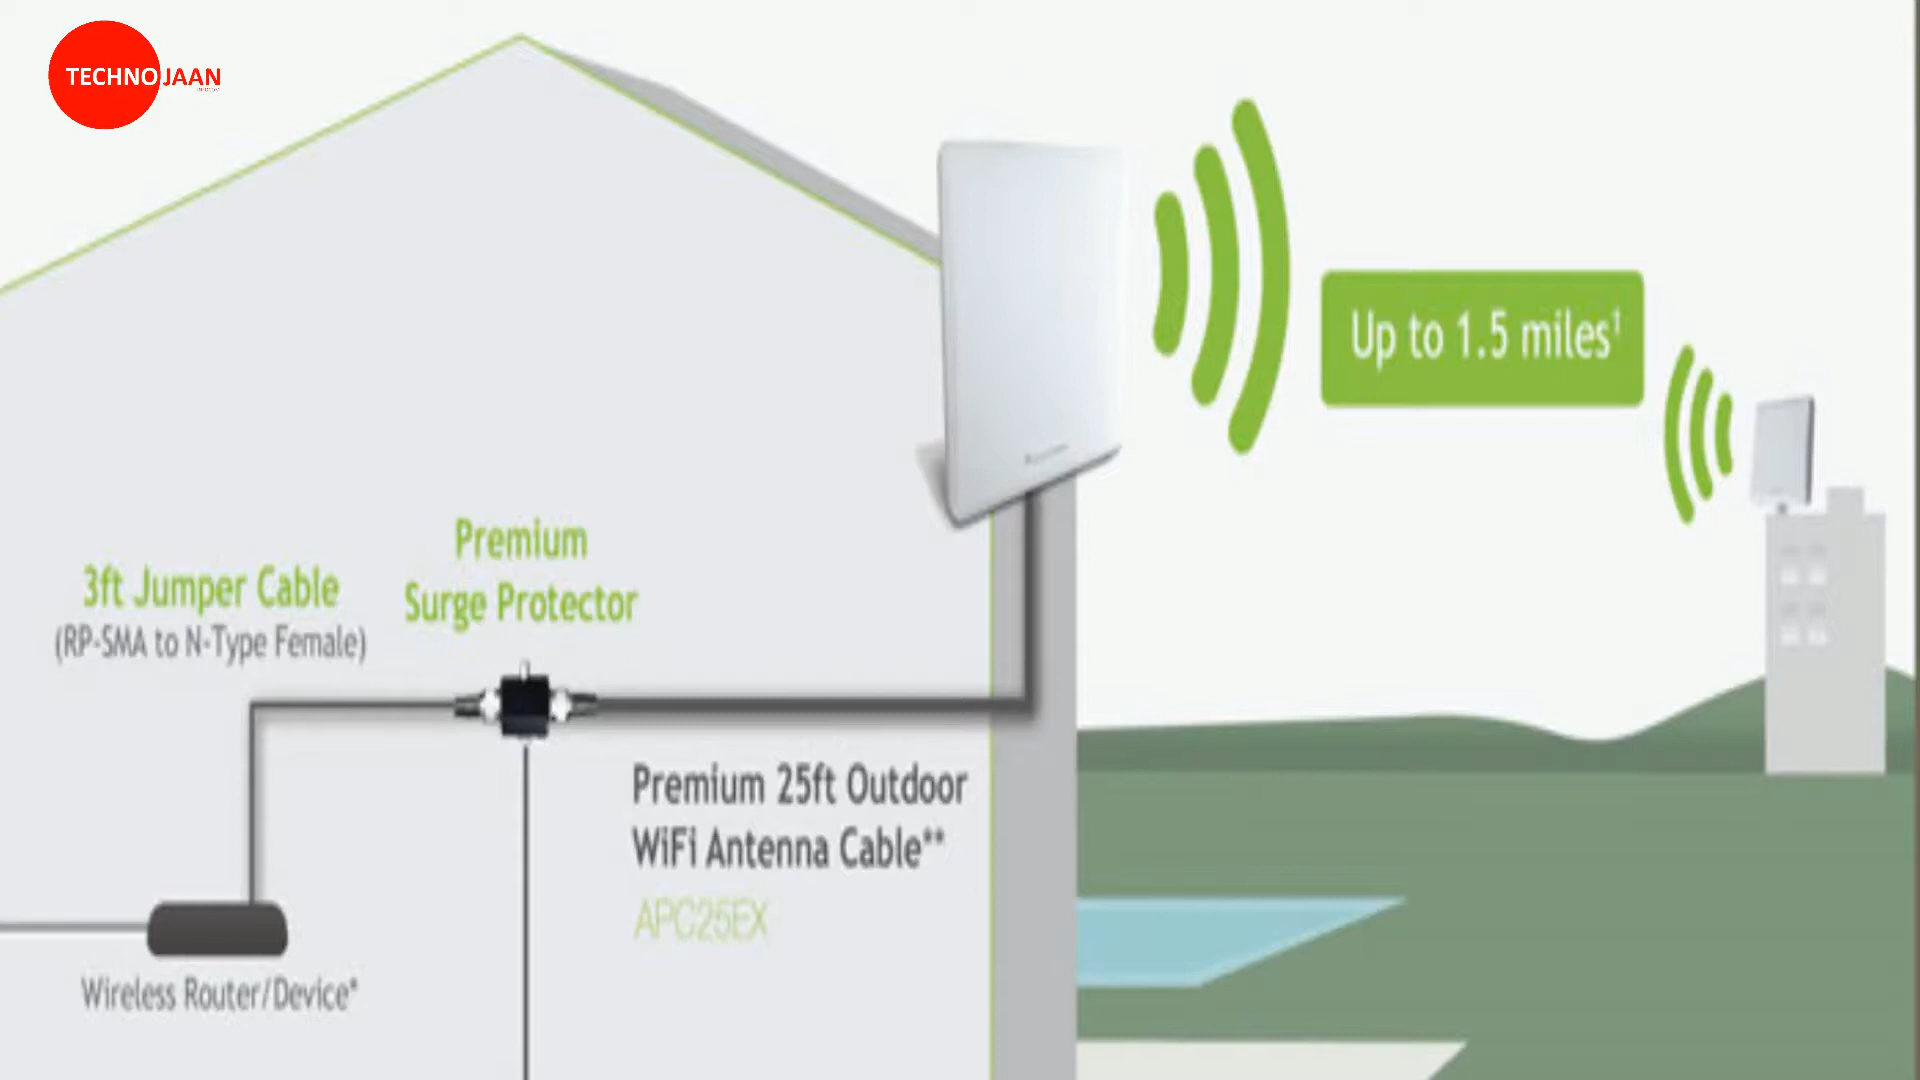 TECHNOJAAN
Up to 1.5 miles†
Premium
Surge Protector
3ft Jumper Cable
(RP-SMA to N-Type Female)
Premium 25ft Outdoor
WiFi Antenna Cable**
APC25EX
Wireless Router/Device*